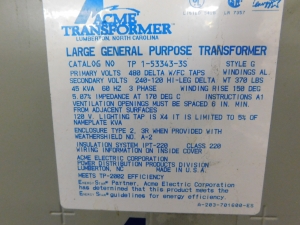 ACME
TRANSFORMER
LUMBERTON, NORTH CAROLINA
LARGE GENERAL PURPOSE TRANSFORMER
CATALOG NO TP 1-53343-3S STYLE G
PRIMARY VOLTS 480 DELTA W/FC TAPS WINDINGS AL.
SECONDARY VOLTS 240-120 HI-LEG DELTA WT 370 LBS
45 KVA 60 HZ 3 PHASE WINDING RISE 150 DEG
5.07% IMPEDANCE AT 170 DEG C INSTRUCTIONS A1
VENTILATION OPENINGS MUST BE SPACED 6 IN. MIN.
FROM ADJACENT SURFACES
120 V. LIGHTING TAP IS X4 IT IS LIMITED TO 5% OF
NAMEPLATE KVA
ENCLOSURE TYPE 2, 3R WHEN PROVIDED WITH
WEATHERSHIELD NO. A-2
INSULATION SYSTEM IPT-220 CLASS 220
WIRING INFORMATION ON INSIDE COVER
ACME ELECTRIC CORPORATION
POWER DISTRIBUTION PRODUCTS DIVISION
LUMBERTON, NC MADE IN U.S.A.
MEETS TP-2002 EFFICIENCY
ENERGY STAR Partner, Acme Electric Corporation
has determined that this product meets the
ENERGY STAR guidelines for energy efficiency.